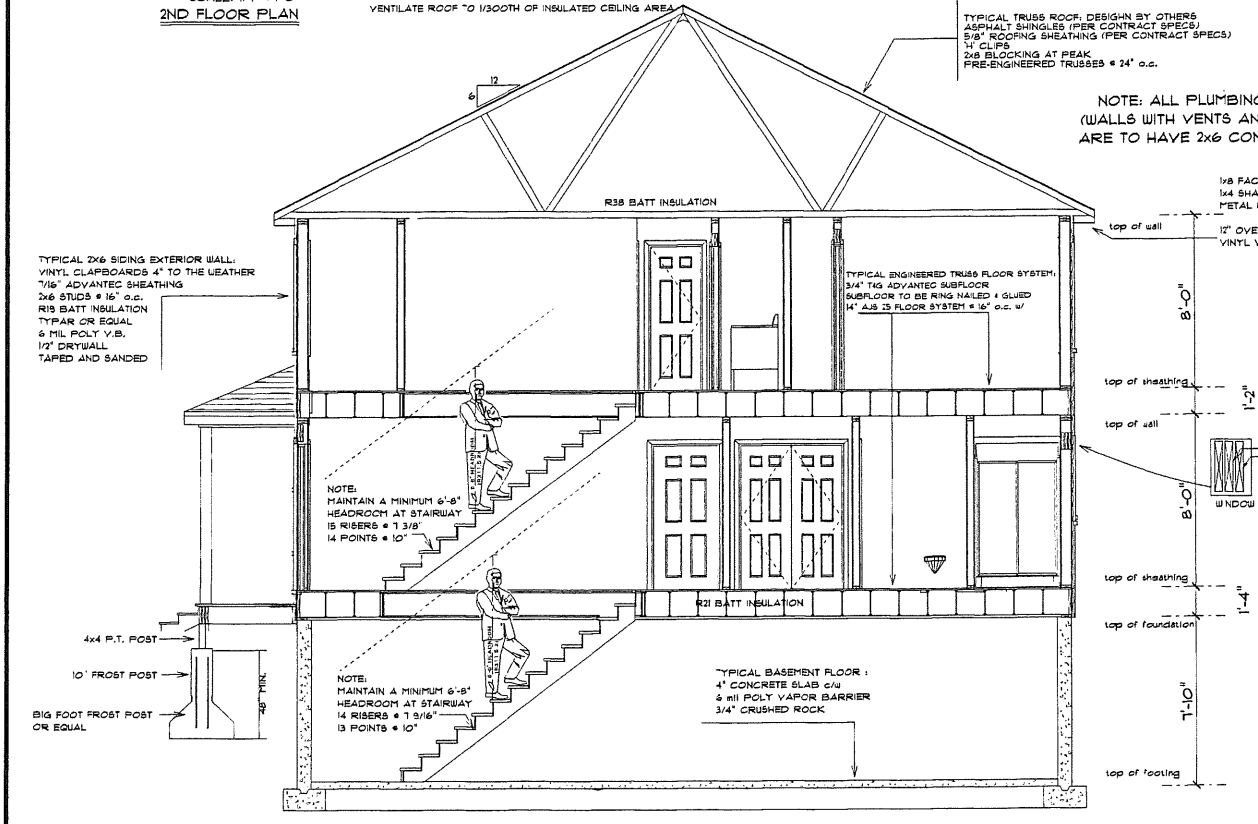 2ND FLOOR PLAN
VENTILATE ROOF TO 1/300TH OF INSULATED CEILING AREA
TYPICAL TRUSS ROOF: DESIGHN BY OTHERS
ASPHALT SHINGLES (PER CONTRACT SPECS)
5/8" ROOFING SHEATHING (PER CONTRACT SPECS)
'H' CLIPS
2x8 BLOCKING AT PEAK
PRE-ENGINEERED TRUSSES @ 24" o.c.
12
6
NOTE: ALL PLUMBING
(WALLS WITH VENTS AN
ARE TO HAVE 2x6 CON
1x8 FAC
1x4 SHA
METAL
12" OVE
VINYL V
R38 BATT INSULATION
top of wall
TYPICAL 2x6 SIDING EXTERIOR WALL:
VINYL CLAPBOARDS 4" TO THE WEATHER
7/16" ADVANTEC SHEATHING
2x6 STUDS @ 16" o.c.
R19 BATT INSULATION
TYPAR OR EQUAL
6 MIL POLY V.B.
1/2" DRYWALL
TAPED AND SANDED
TYPICAL ENGINEERED TRUSS FLOOR SYSTEM:
3/4" T&G ADVANTEC SUBFLOOR
SUBFLOOR TO BE RING NAILED & GLUED
14" AJS 25 FLOOR SYSTEM @ 16" o.c. w/
8'-0"
top of sheathing
1'-2"
top of wall
NOTE:
MAINTAIN A MINIMUM 6'-8"
HEADROOM AT STAIRWAY
15 RISERS @ 7 3/8"
14 POINTS @ 10"
8'-0"
WINDOW
top of sheathing
R21 BATT INSULATION
1'-4"
top of foundation
4x4 P.T. POST
10" FROST POST
BIG FOOT FROST POST
OR EQUAL
48" MIN.
NOTE:
MAINTAIN A MINIMUM 6'-8"
HEADROOM AT STAIRWAY
14 RISERS @ 7 9/16"
13 POINTS @ 10"
TYPICAL BASEMENT FLOOR :
4" CONCRETE SLAB c/w
6 mil POLY VAPOR BARRIER
3/4" CRUSHED ROCK
7'-10"
top of footing